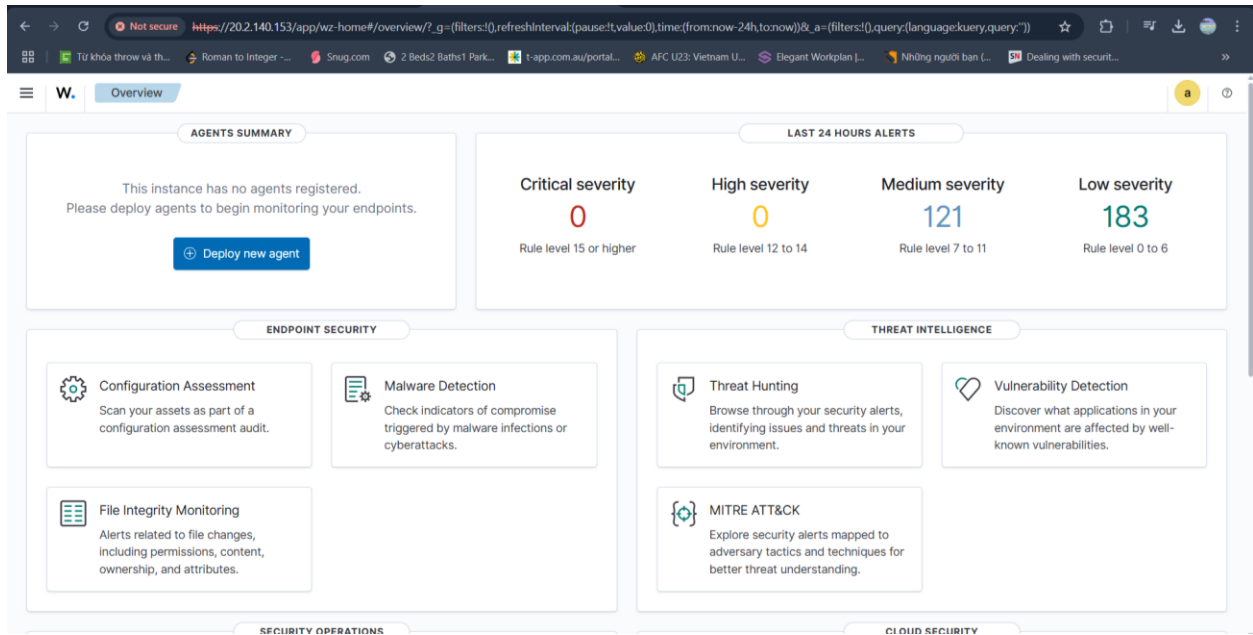 Not secure https://20.2.140.153/app/wz-home#/overview/?_g=(filters:!(),refreshInterval:(pause:!t,value:0),time:(from:now-24h,to:now))&_a=(filters:!(),query:(language:kuery,query:''))
Từ khóa throw và th... Roman to Integer -... Snug.com 2 Beds2 Baths1 Park... t-app.com.au/portal... AFC U23: Vietnam U... Elegant Workplan |... Những người bạn (... SN Dealing with securit... »
W. Overview a
AGENTS SUMMARY
This instance has no agents registered.
Please deploy agents to begin monitoring your endpoints.
Deploy new agent
LAST 24 HOURS ALERTS
Critical severity High severity Medium severity Low severity
0 0 121 183
Rule level 15 or higher Rule level 12 to 14 Rule level 7 to 11 Rule level 0 to 6
ENDPOINT SECURITY
Configuration Assessment
Scan your assets as part of a
configuration assessment audit.
Malware Detection
Check indicators of compromise
triggered by malware infections or
cyberattacks.
File Integrity Monitoring
Alerts related to file changes,
including permissions, content,
ownership, and attributes.
THREAT INTELLIGENCE
Threat Hunting
Browse through your security alerts,
identifying issues and threats in your
environment.
Vulnerability Detection
Discover what applications in your
environment are affected by well-
known vulnerabilities.
MITRE ATT&CK
Explore security alerts mapped to
adversary tactics and techniques for
better threat understanding.
SECURITY OPERATIONS
CLOUD SECURITY